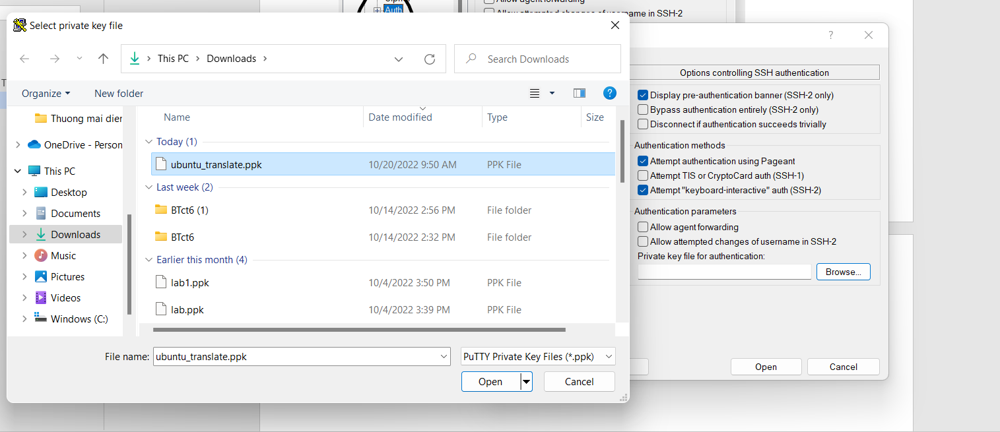 Allow agent forwarding
Auth
Allow attempted changes of username in SSH-2
Select private key file
This PC
Downloads
Search Downloads
Organize
New folder
Thuong mai dier
OneDrive - Person
This PC
Desktop
Documents
Downloads
Music
Pictures
Videos
Windows (C:)
Name Date modified Type Size
Today (1)
ubuntu_translate.ppk 10/20/2022 9:50 AM PPK File
Last week (2)
BTct6 (1) 10/14/2022 2:56 PM File folder
BTct6 10/14/2022 2:32 PM File folder
Earlier this month (4)
lab1.ppk 10/4/2022 3:50 PM PPK File
lab.ppk 10/4/2022 3:39 PM PPK File
File name: ubuntu_translate.ppk PuTTY Private Key Files (*.ppk)
Open Cancel
?
Options controlling SSH authentication
Display pre-authentication banner (SSH-2 only)
Bypass authentication entirely (SSH-2 only)
Disconnect if authentication succeeds trivially
Authentication methods
Attempt authentication using Pageant
Attempt TIS or CryptoCard auth (SSH-1)
Attempt "keyboard-interactive" auth (SSH-2)
Authentication parameters
Allow agent forwarding
Allow attempted changes of username in SSH-2
Private key file for authentication:
Browse...
Open Cancel